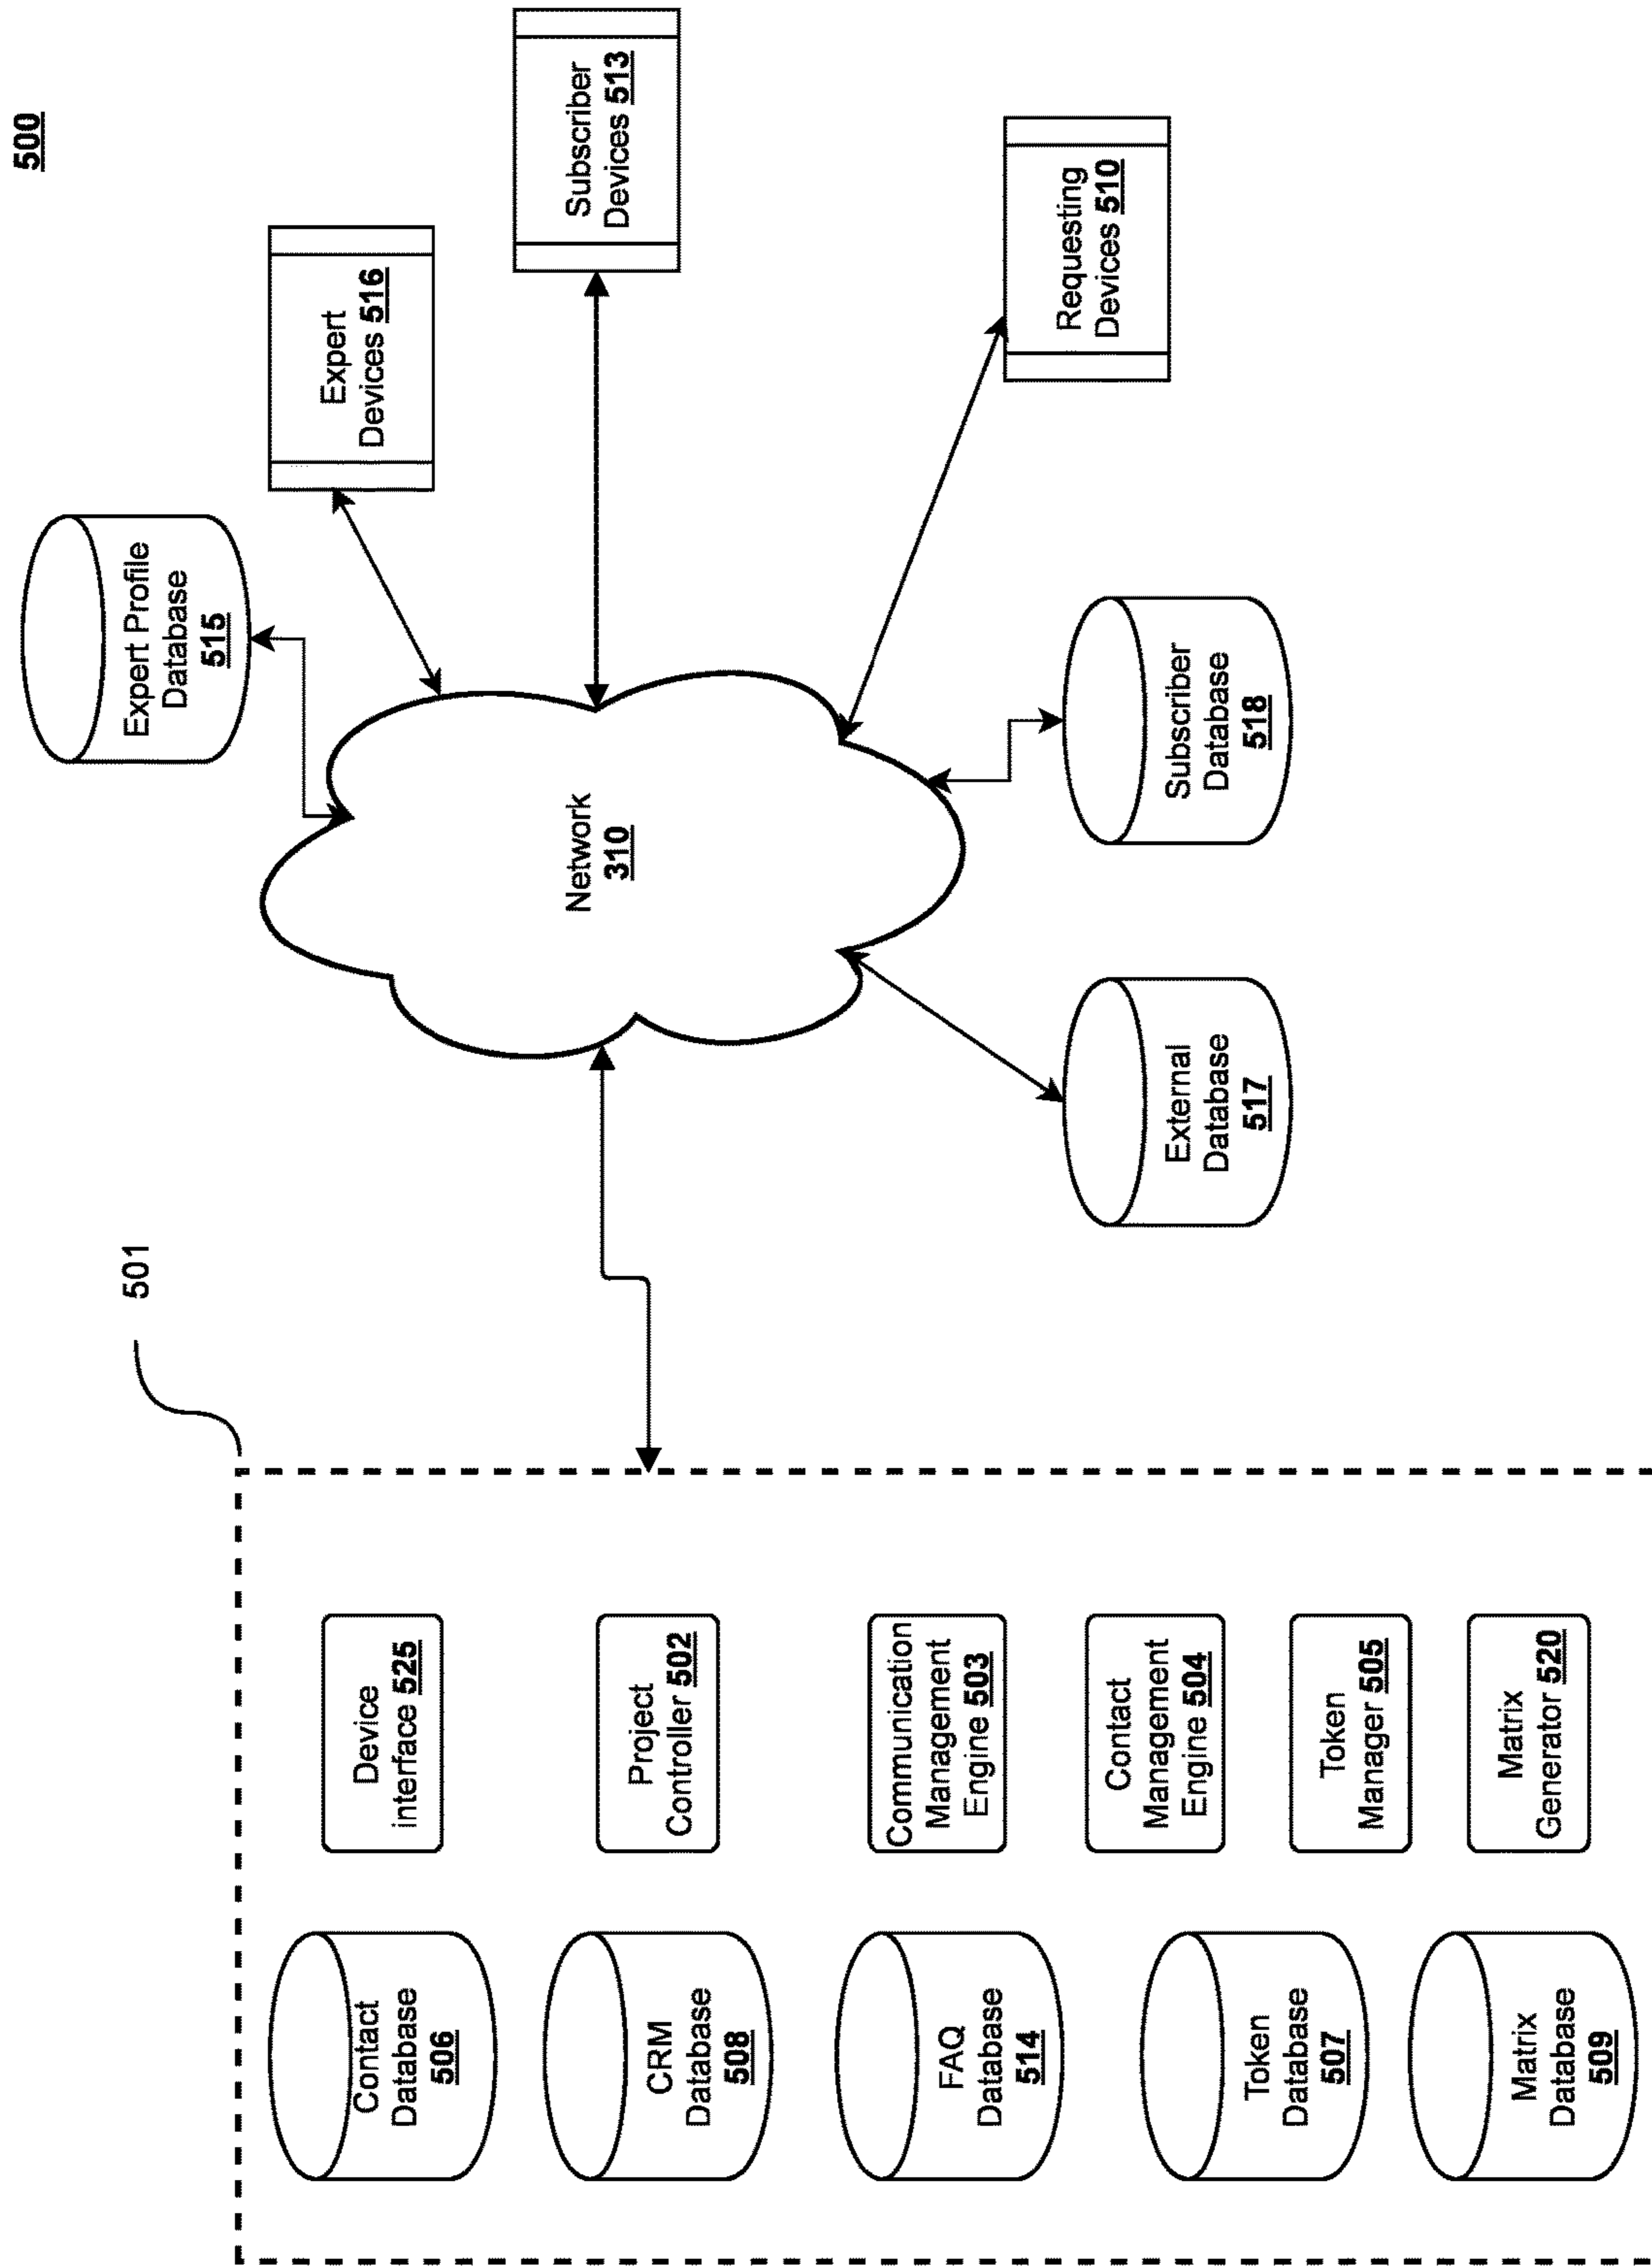 500
501
Contact
Database
506
CRM
Database
508
FAQ
Database
514
Token
Database
507
Matrix
Database
509
Device
interface 525
Project
Controller 502
Communication
Management
Engine 503
Contact
Management
Engine 504
Token
Manager 505
Matrix
Generator 520
Network
310
Expert Profile
Database
515
Expert
Devices 516
Subscriber
Devices 513
Requesting
Devices 510
External
Database
517
Subscriber
Database
518